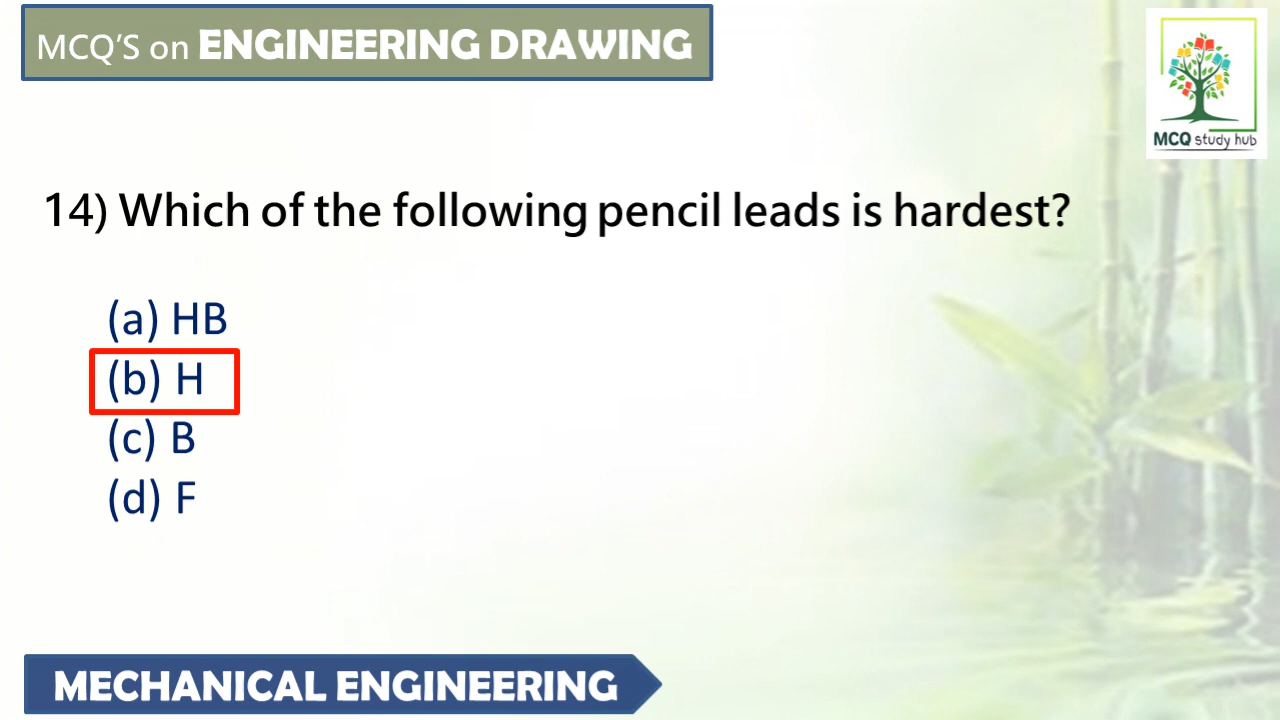 MCQ'S on ENGINEERING DRAWING
MCQ study hub
14) Which of the following pencil leads is hardest?
(a) HB
(b) H
(c) B
(d) F
MECHANICAL ENGINEERING